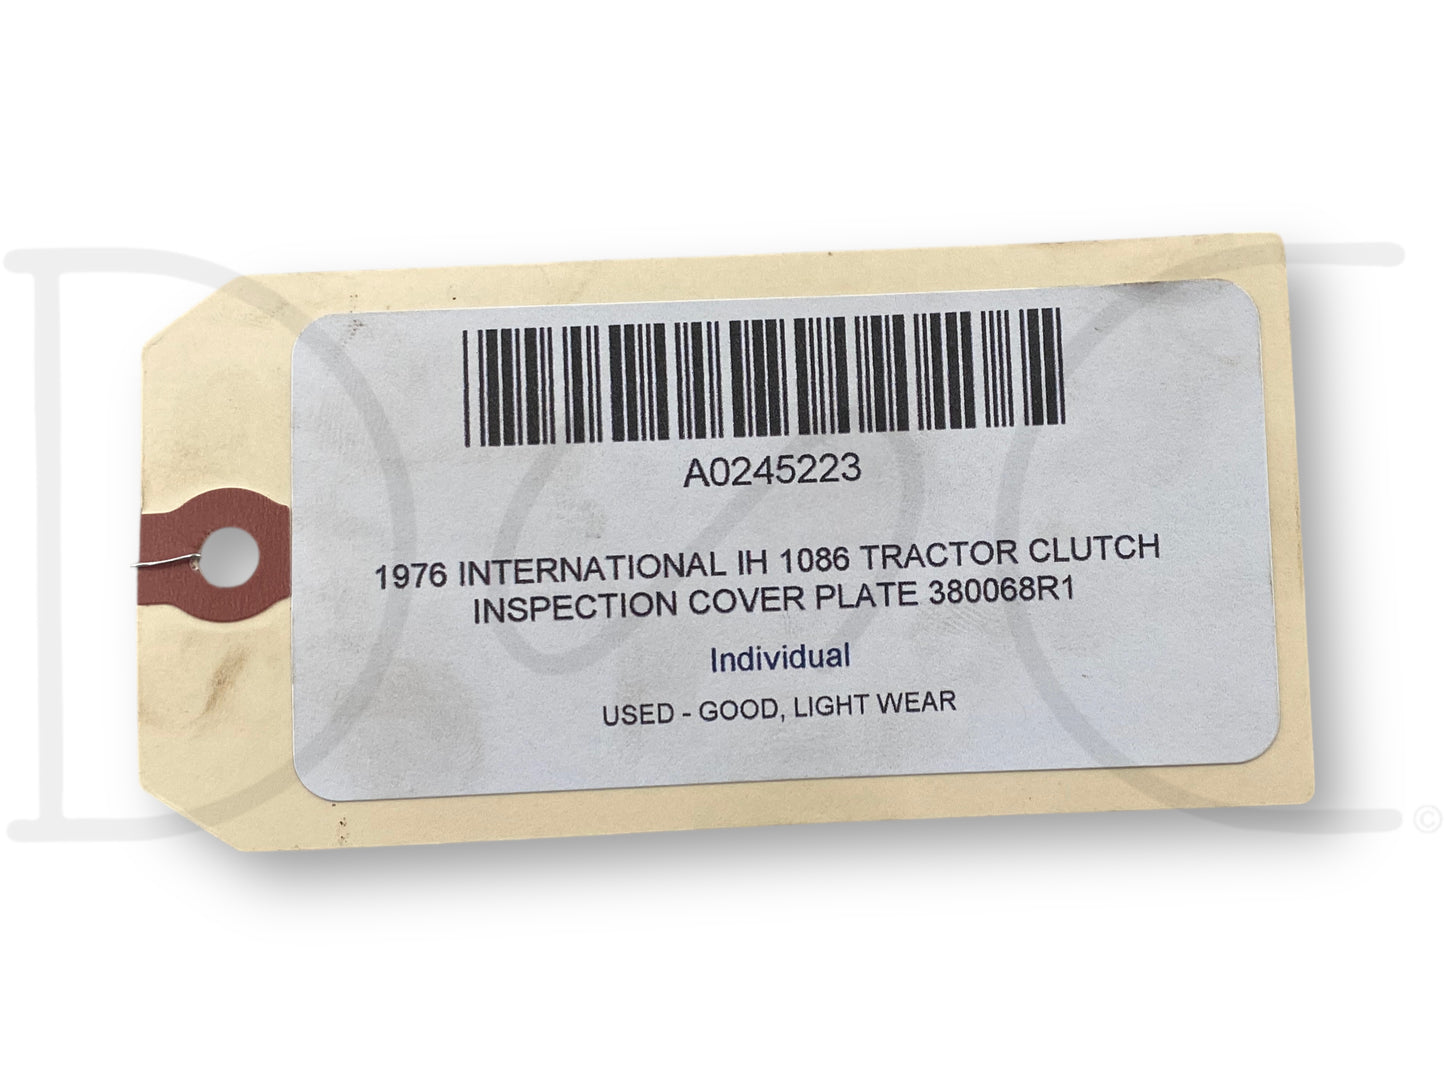 A0245223
1976 INTERNATIONAL IH 1086 TRACTOR CLUTCH
INSPECTION COVER PLATE 380068R1
Individual
USED - GOOD, LIGHT WEAR
©